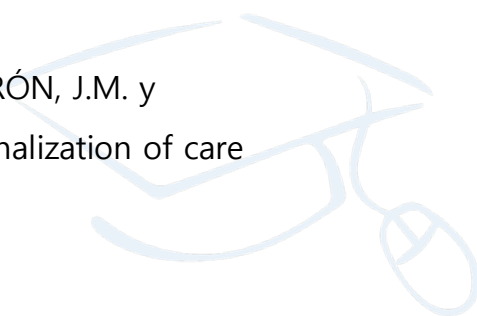 RÓN, J.M. y
nalization of care